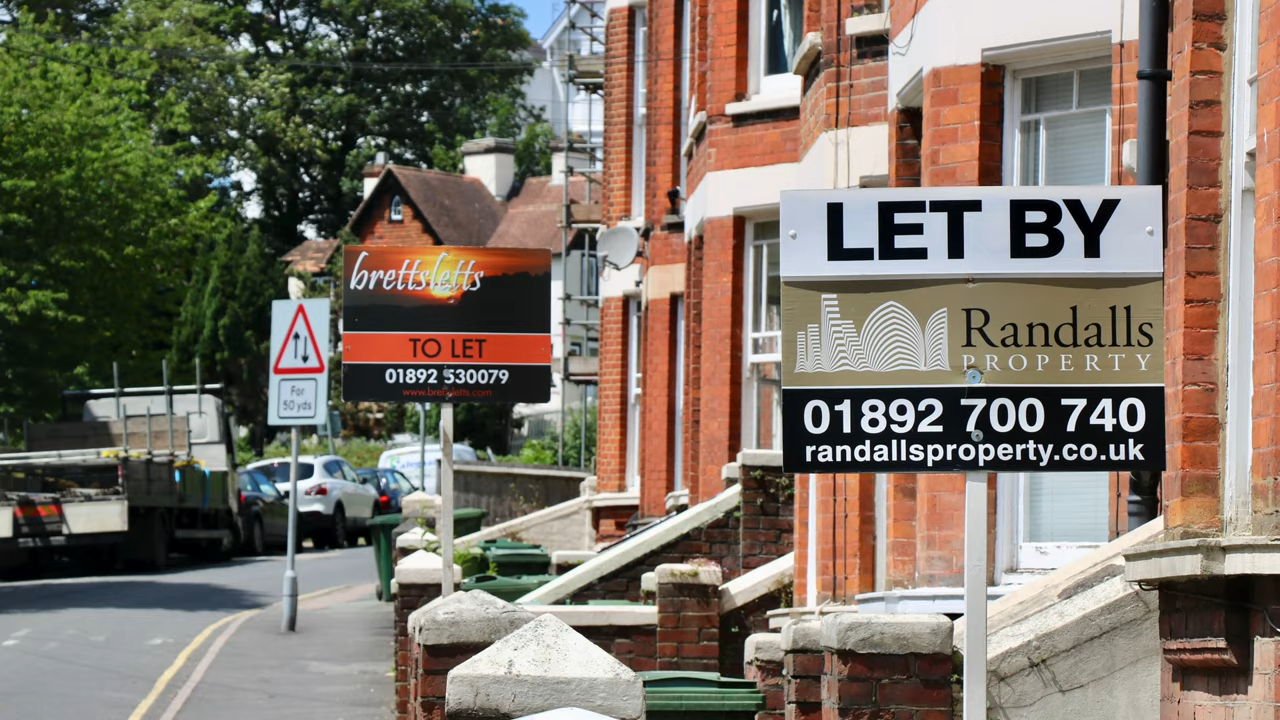 brettsletts
TO LET
01892 530079
www.brettsletts.com
For
50 yds
LET BY
Randalls
PROPERTY
01892 700 740
randallsproperty.co.uk